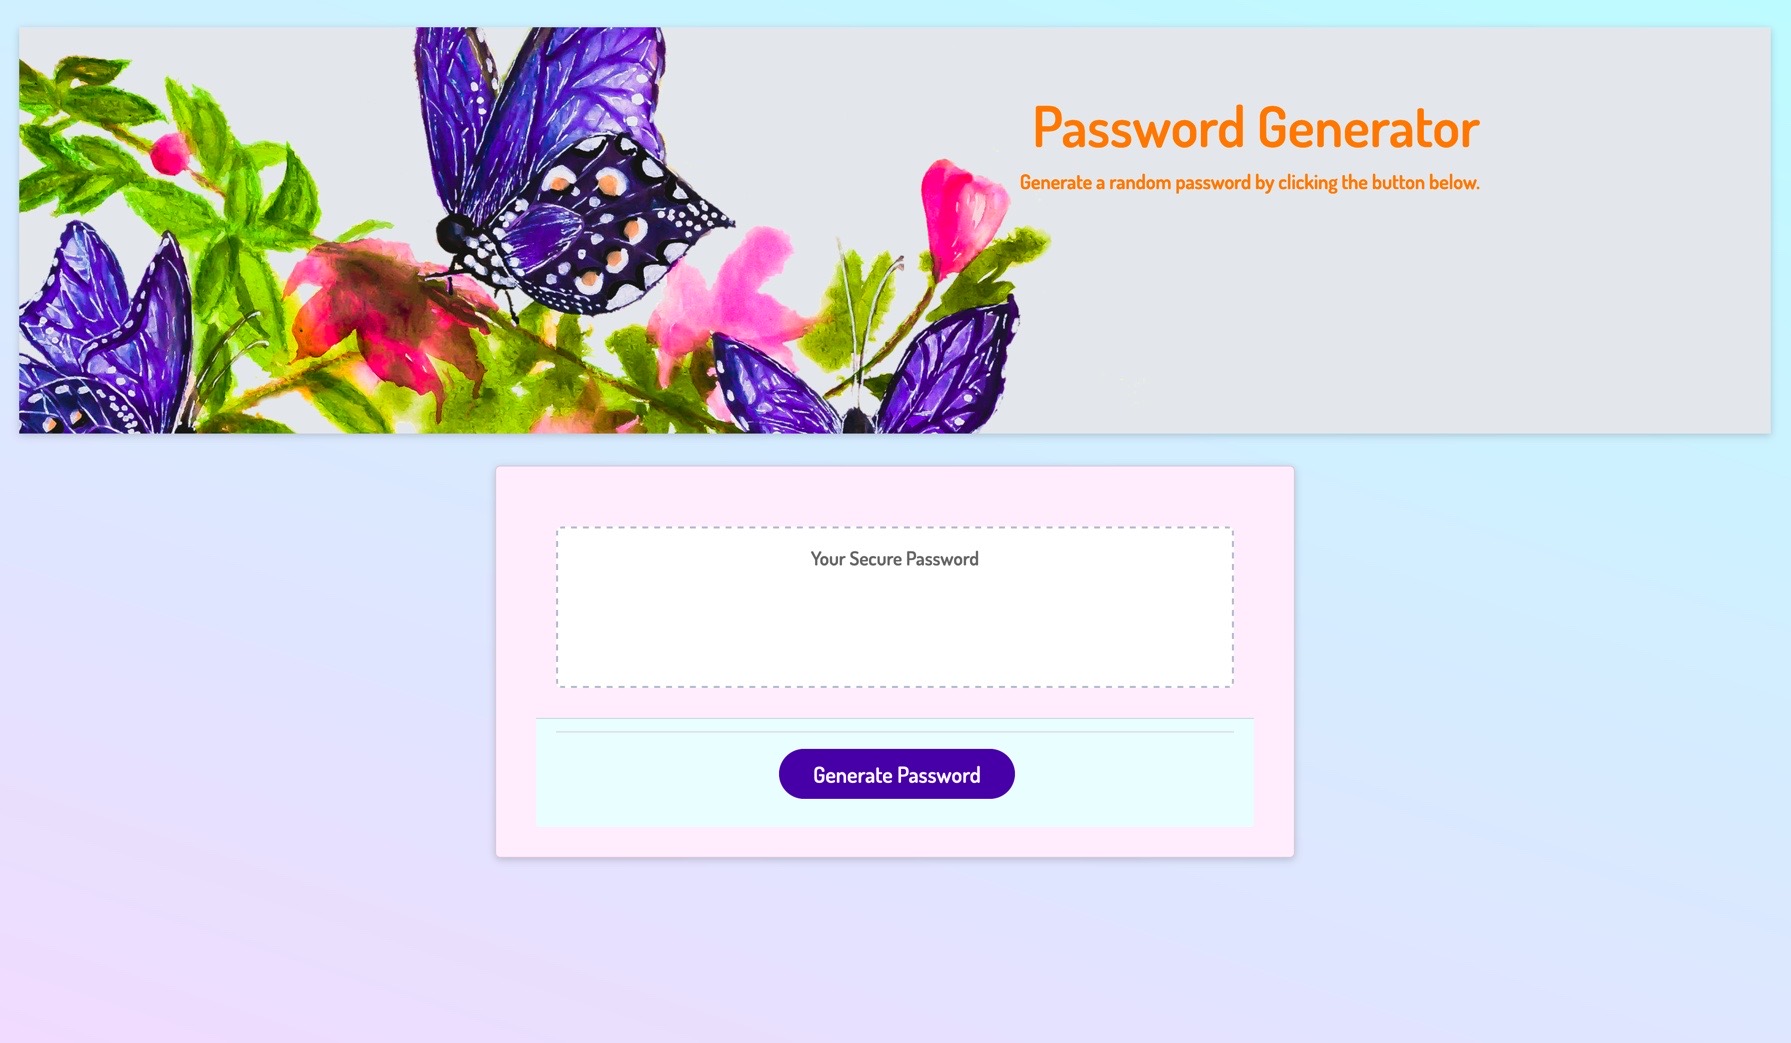 Password Generator
Generate a random password by clicking the button below.
Your Secure Password
Generate Password